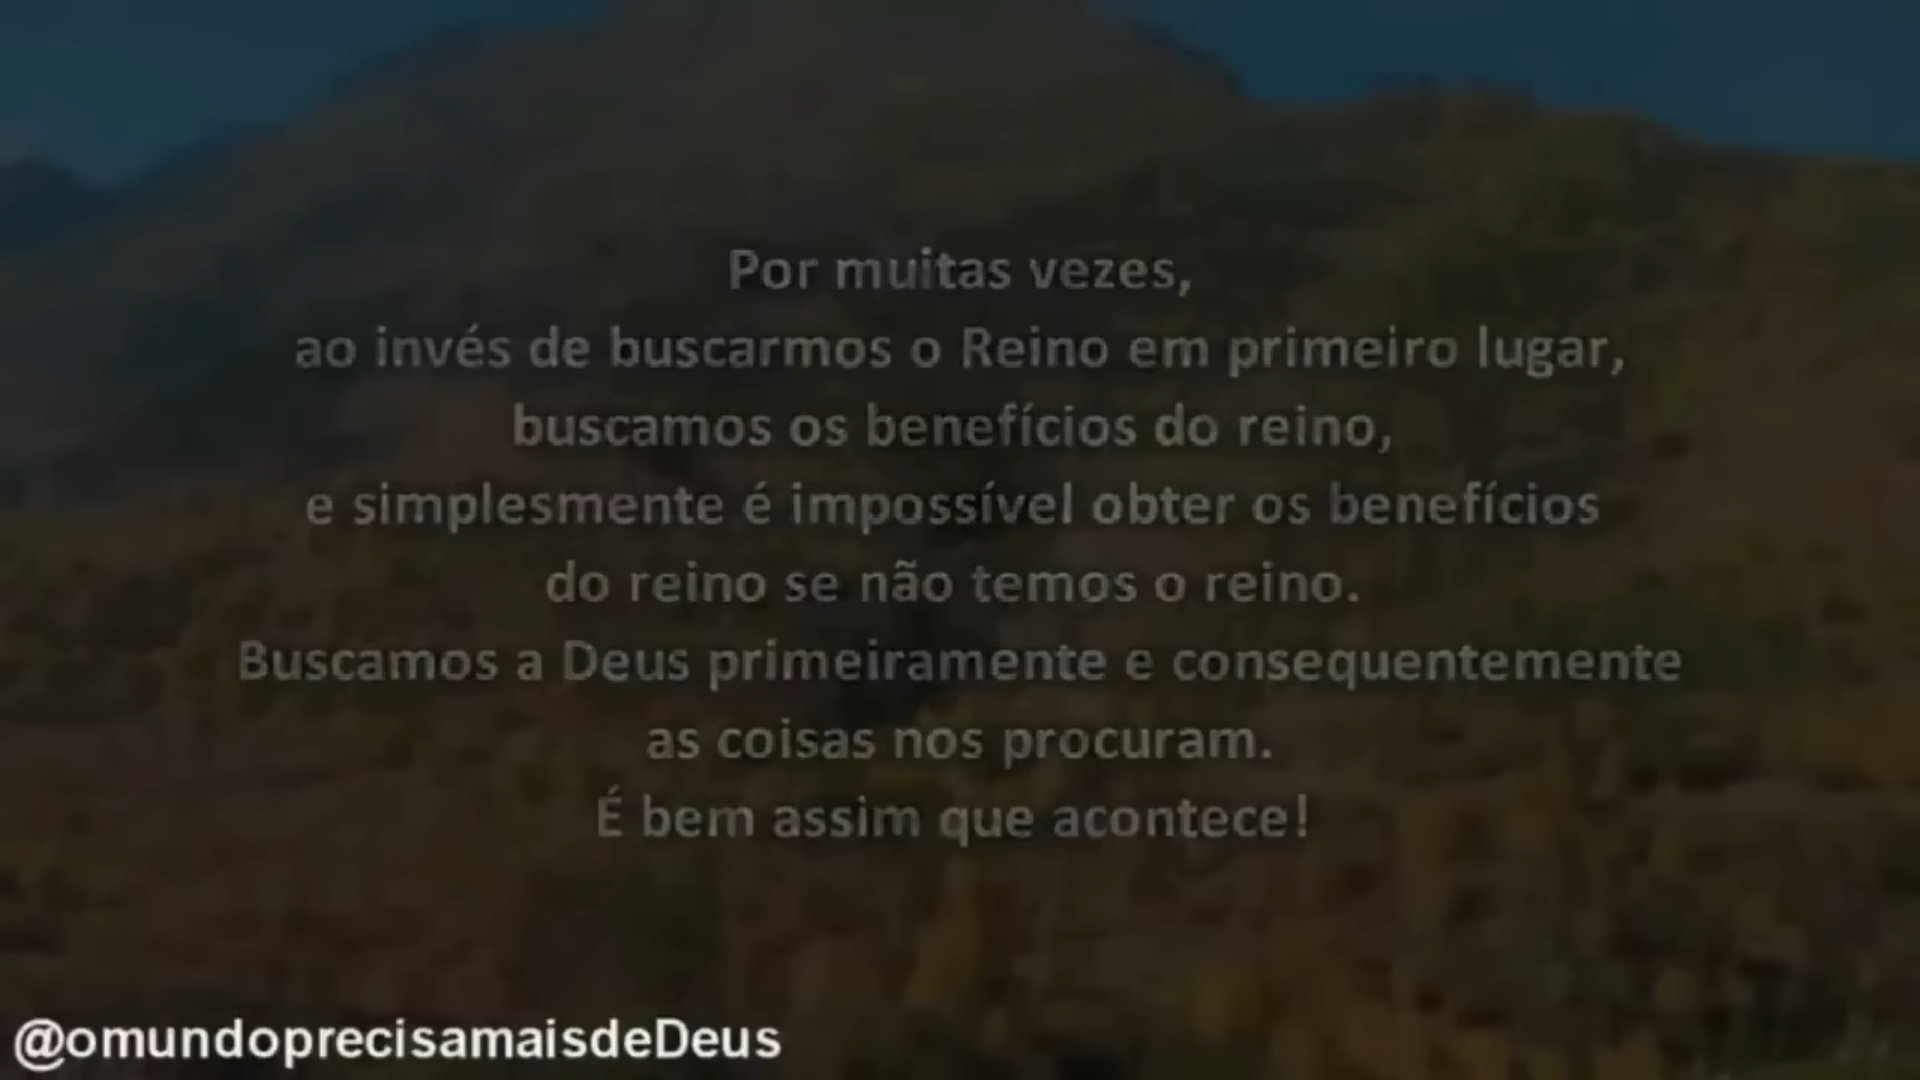 Por muitas vezes,
ao invés de buscarmos o Reino em primeiro lugar,
buscamos os benefícios do reino,
e simplesmente é impossível obter os benefícios
do reino se não temos o reino.
Buscamos a Deus primeiramente e consequentemente
as coisas nos procuram.
É bem assim que acontece!
@omundoprecisamaisdeDeus